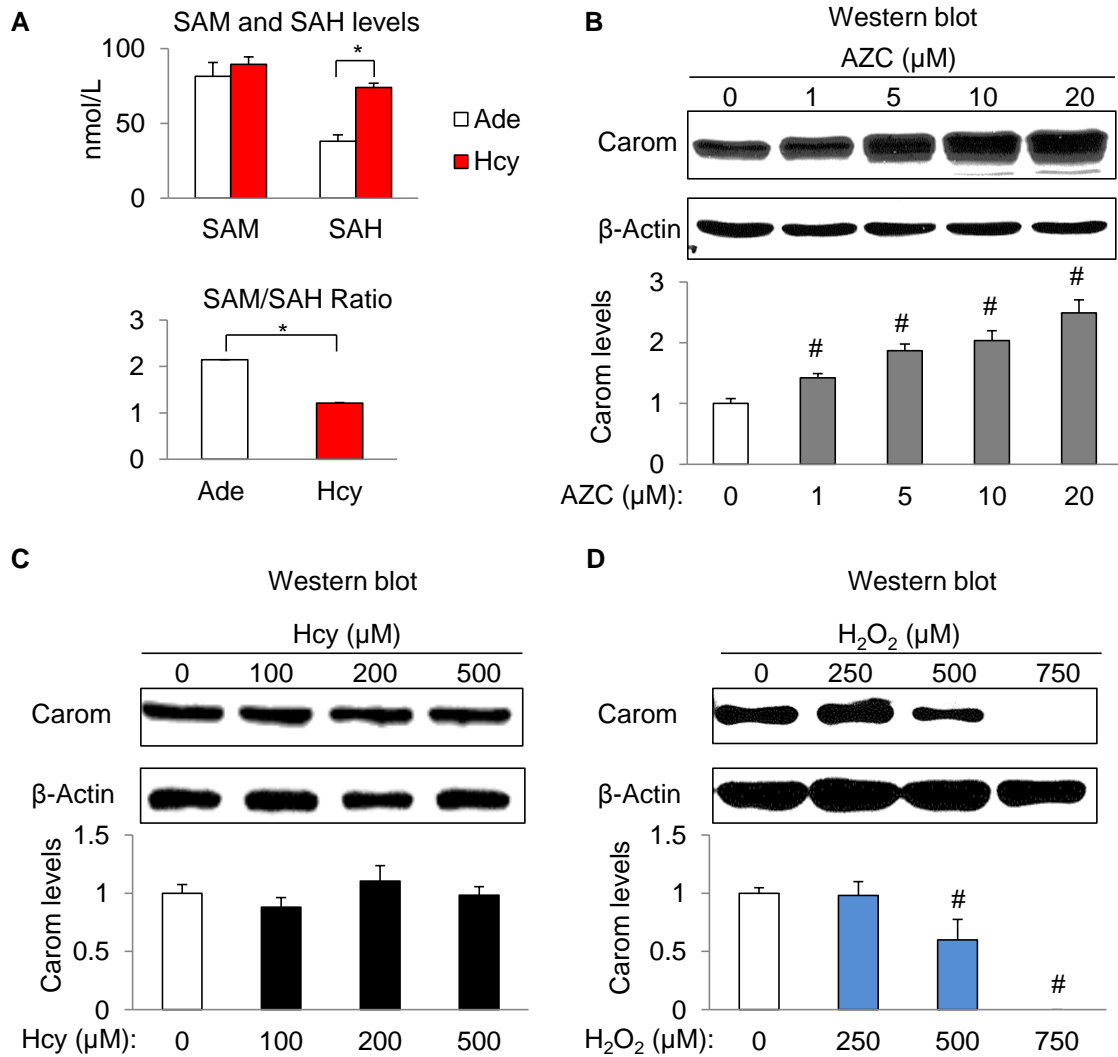 A
SAM and SAH levels
nmol/L
100
50
0
SAM SAH
*
Ade
Hcy
SAM/SAH Ratio
3
2
1
0
*
Ade Hcy
B
Western blot
AZC (µM)
0 1 5 10 20
Carom
β-Actin
Carom levels
3
2
1
0
# # # #
AZC (µM): 0 1 5 10 20
C
Western blot
Hcy (µM)
0 100 200 500
Carom
β-Actin
Carom levels
1.5
1
0.5
0
Hcy (µM): 0 100 200 500
D
Western blot
H₂O₂ (µM)
0 250 500 750
Carom
β-Actin
Carom levels
1.5
1
0.5
0
# #
H₂O₂ (µM): 0 250 500 750